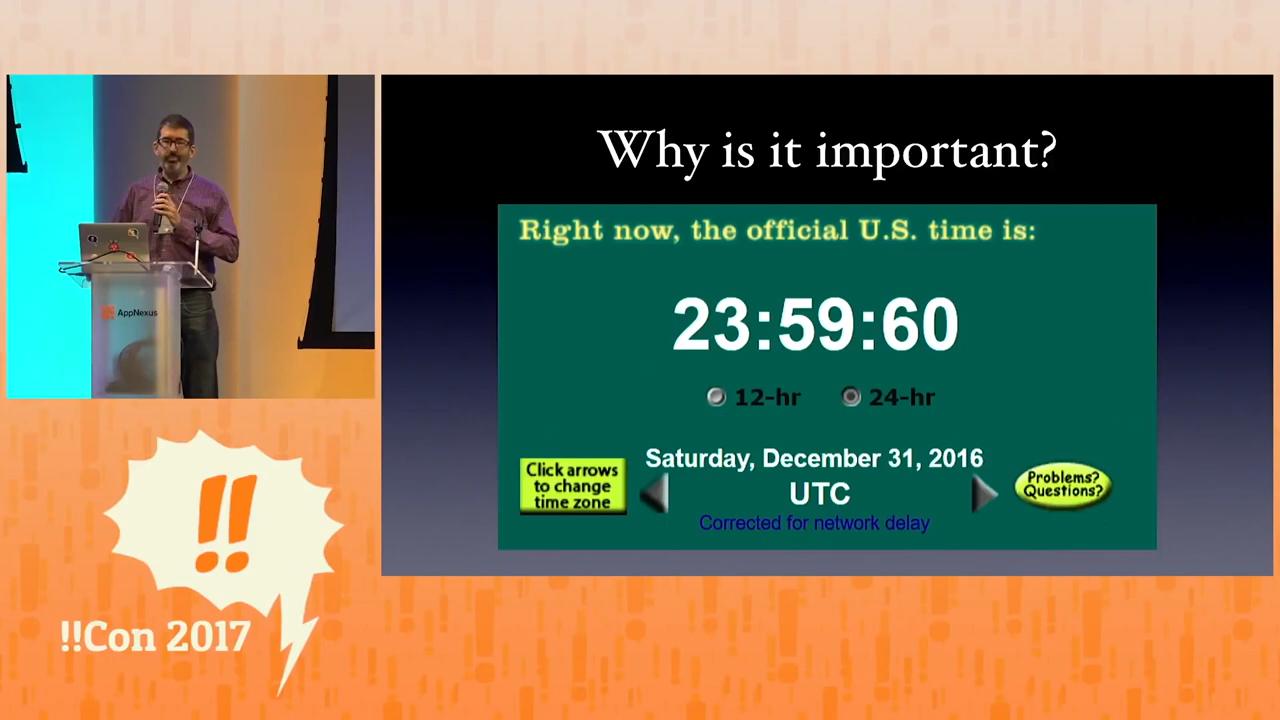 Why is it important?
Right now, the official U.S. time is:
23:59:60
12-hr 24-hr
Click arrows
to change
time zone
Saturday, December 31, 2016
UTC
Corrected for network delay
Problems?
Questions?
AppNexus
!!
!!Con 2017